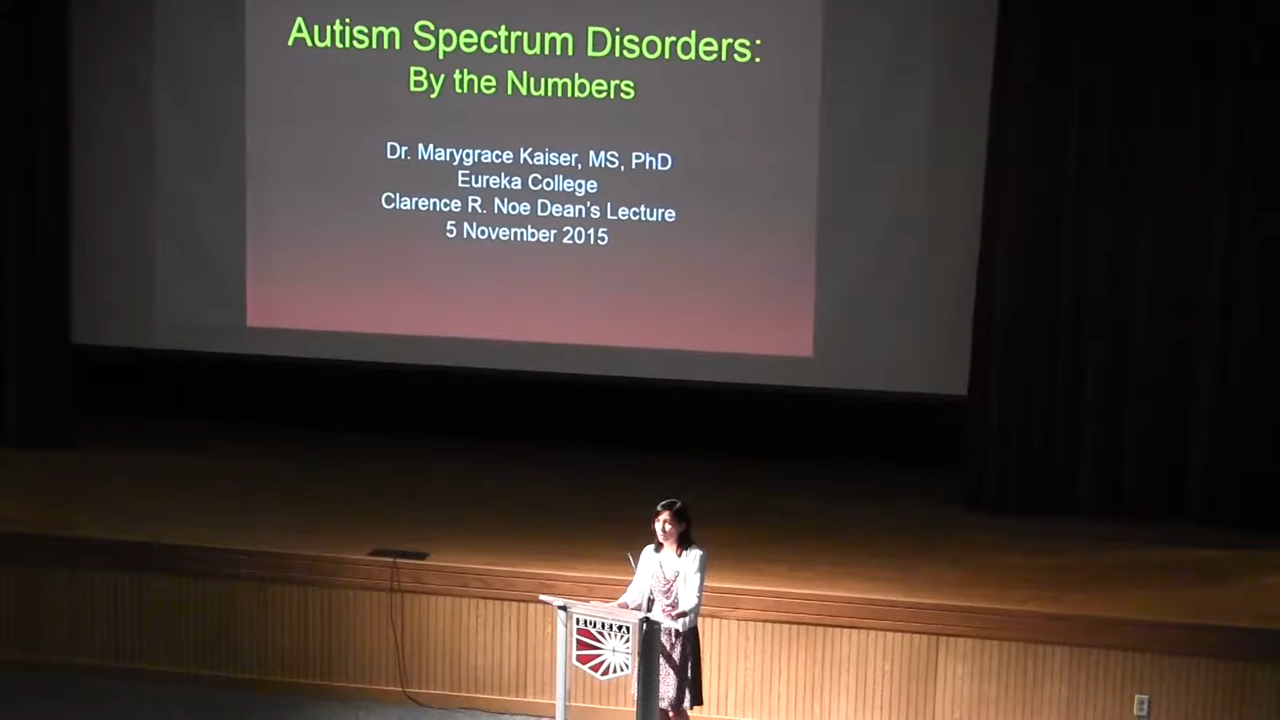 Autism Spectrum Disorders:
By the Numbers
Dr. Marygrace Kaiser, MS, PhD
Eureka College
Clarence R. Noe Dean's Lecture
5 November 2015
EUREKA